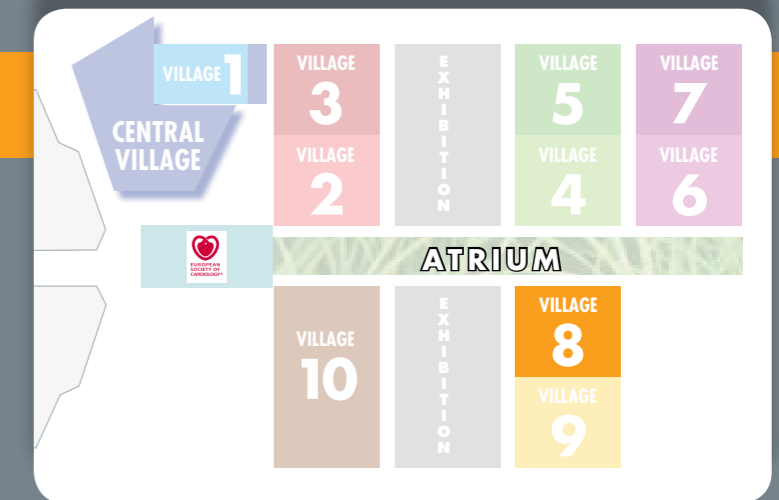 VILLAGE 1
CENTRAL
VILLAGE
VILLAGE
3
VILLAGE
2
EXHIBITION
VILLAGE
5
VILLAGE
4
VILLAGE
7
VILLAGE
6
EUROPEAN
SOCIETY OF
CARDIOLOGY®
ATRIUM
VILLAGE
10
EXHIBITION
VILLAGE
8
VILLAGE
9